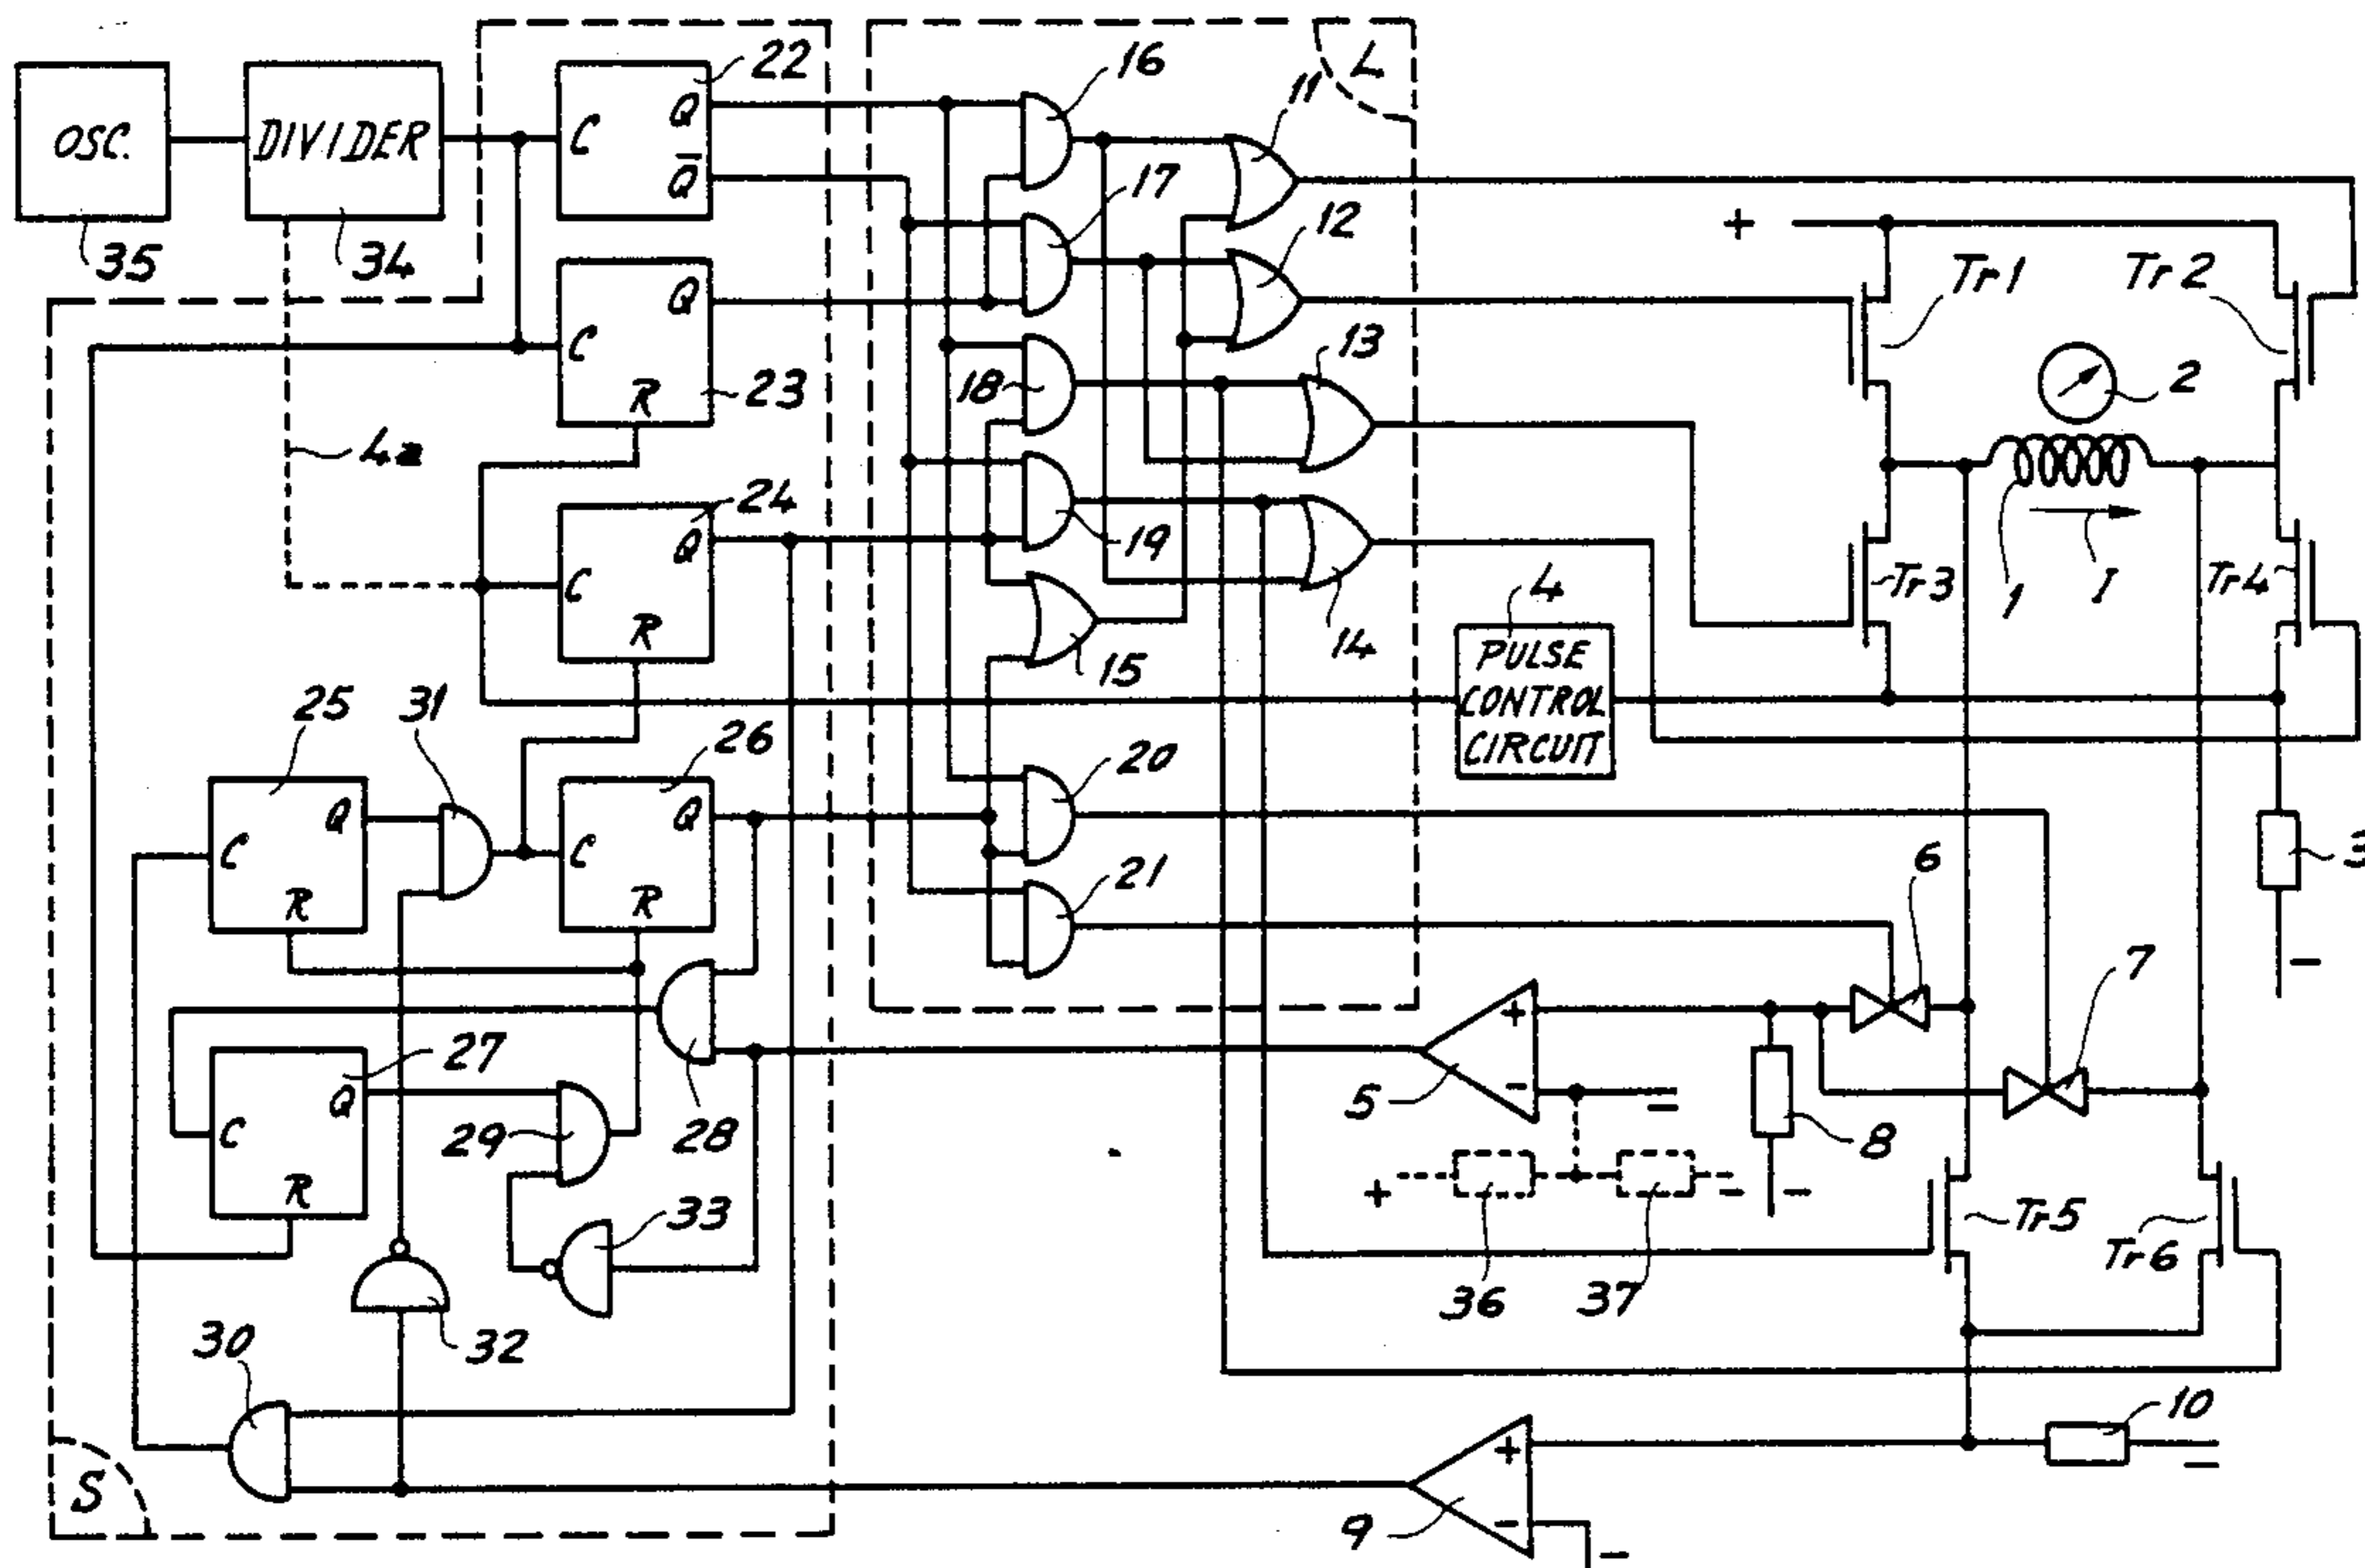 22
16
L
11
OSC.
DIVIDER
C
Q
Q̅
17
12
35
34
+
Tr1
Tr2
C
Q
R
23
18
13
2
4a
24
C
Q
R
19
14
Tr3
1
I
Tr4
4
PULSE
CONTROL
CIRCUIT
15
25
31
26
C
Q
R
C
Q
R
20
21
3
-
6
7
27
C
Q
R
29
28
5
+
-
-
8
-
33
+
36
37
-
Tr5
Tr6
30
32
10
-
S
9
+
-
-